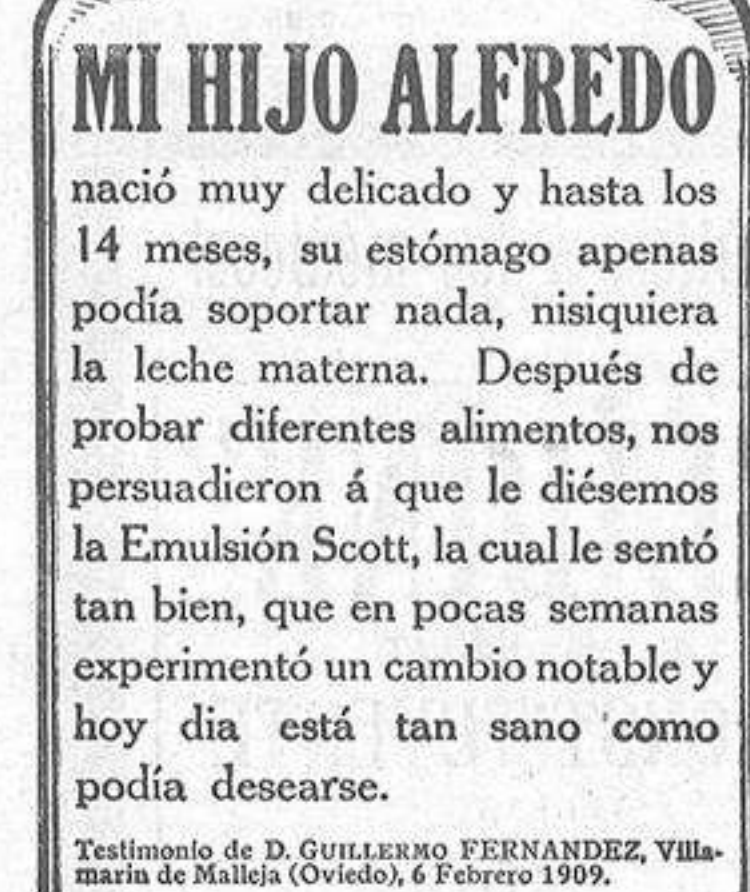 MI HIJO ALFREDO
nació muy delicado y hasta los
14 meses, su estómago apenas
podía soportar nada, nisiquiera
la leche materna. Después de
probar diferentes alimentos, nos
persuadieron á que le diésemos
la Emulsión Scott, la cual le sentó
tan bien, que en pocas semanas
experimentó un cambio notable y
hoy dia está tan sano como
podía desearse.
Testimonio de D. GUILLERMO FERNANDEZ, Villa-
marin de Malleja (Oviedo), 6 Febrero 1909.